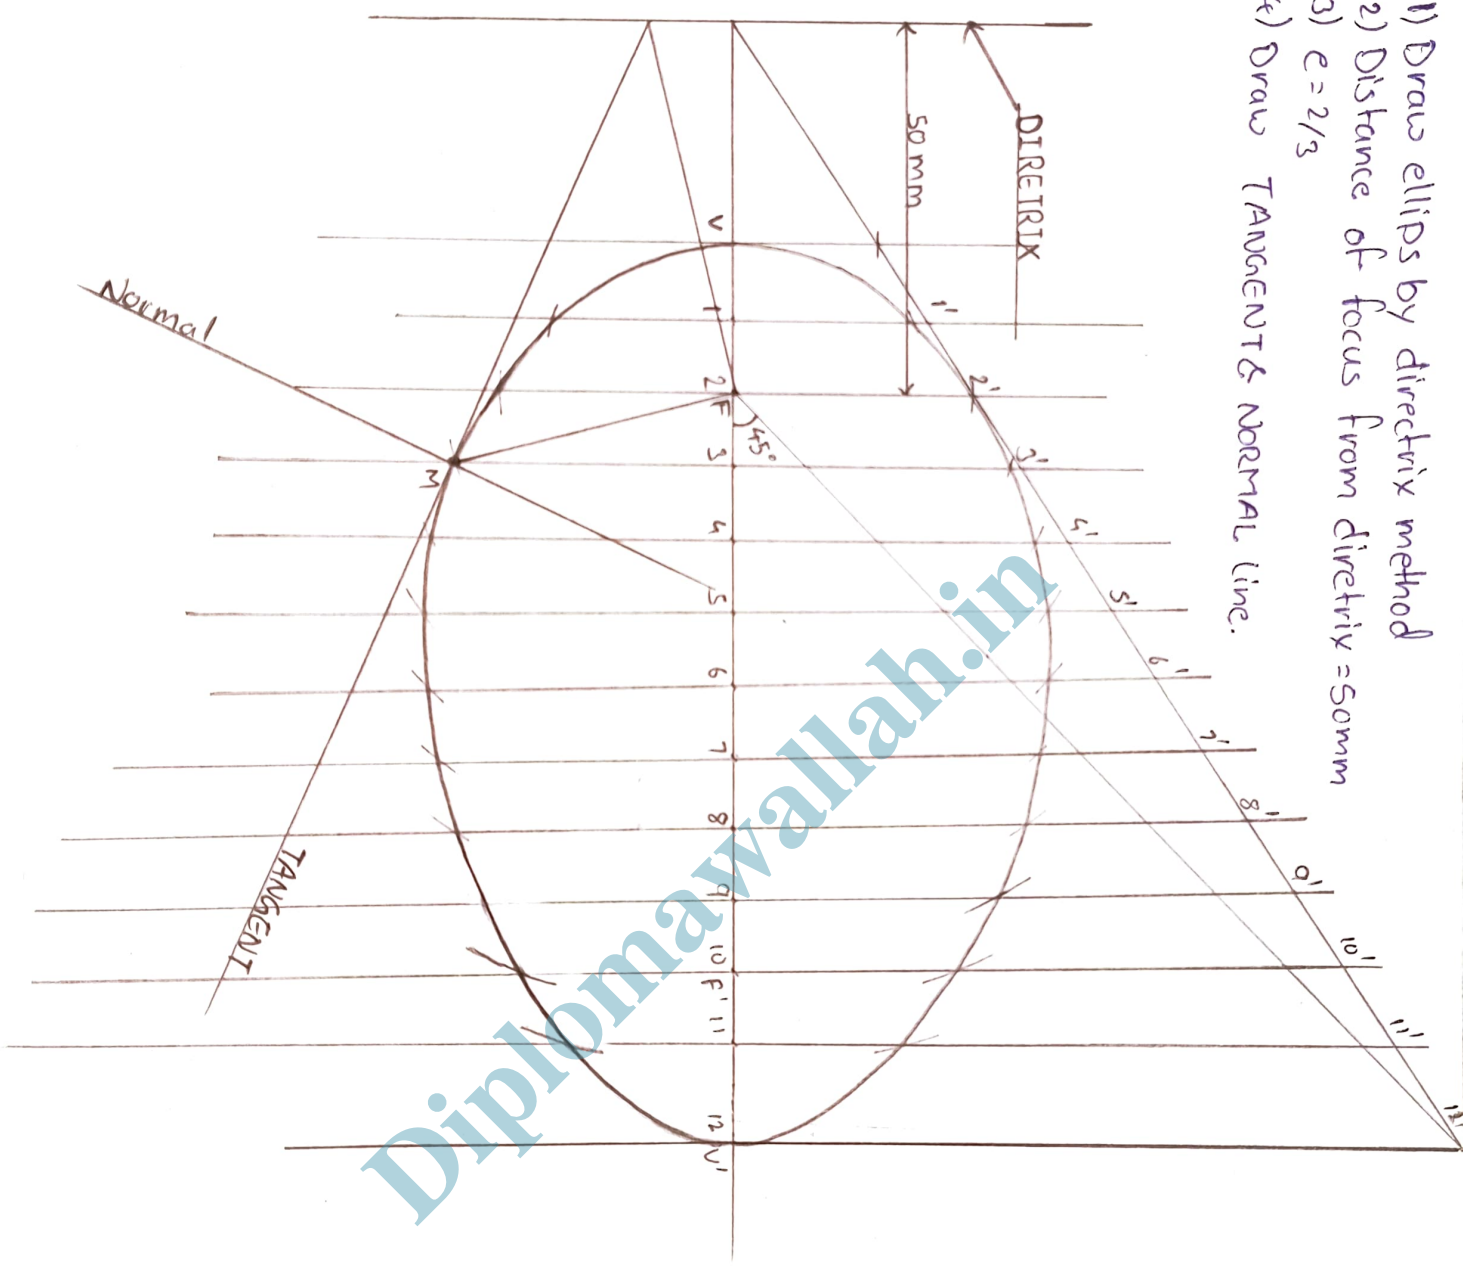 1) Draw ellips by directrix method
2) Distance of focus from diretrix = 50mm
3) e = 2/3
4) Draw TANGENT & NORMAL line.
DIRETRIX
50 mm
V
1
1'
2
F
2'
45°
3
3'
M
4
4'
5
5'
6
6'
7
7'
8
8'
9
9'
10
F'
10'
11
11'
12
V'
12'
Normal
TANGENT
Diplomawallah.in